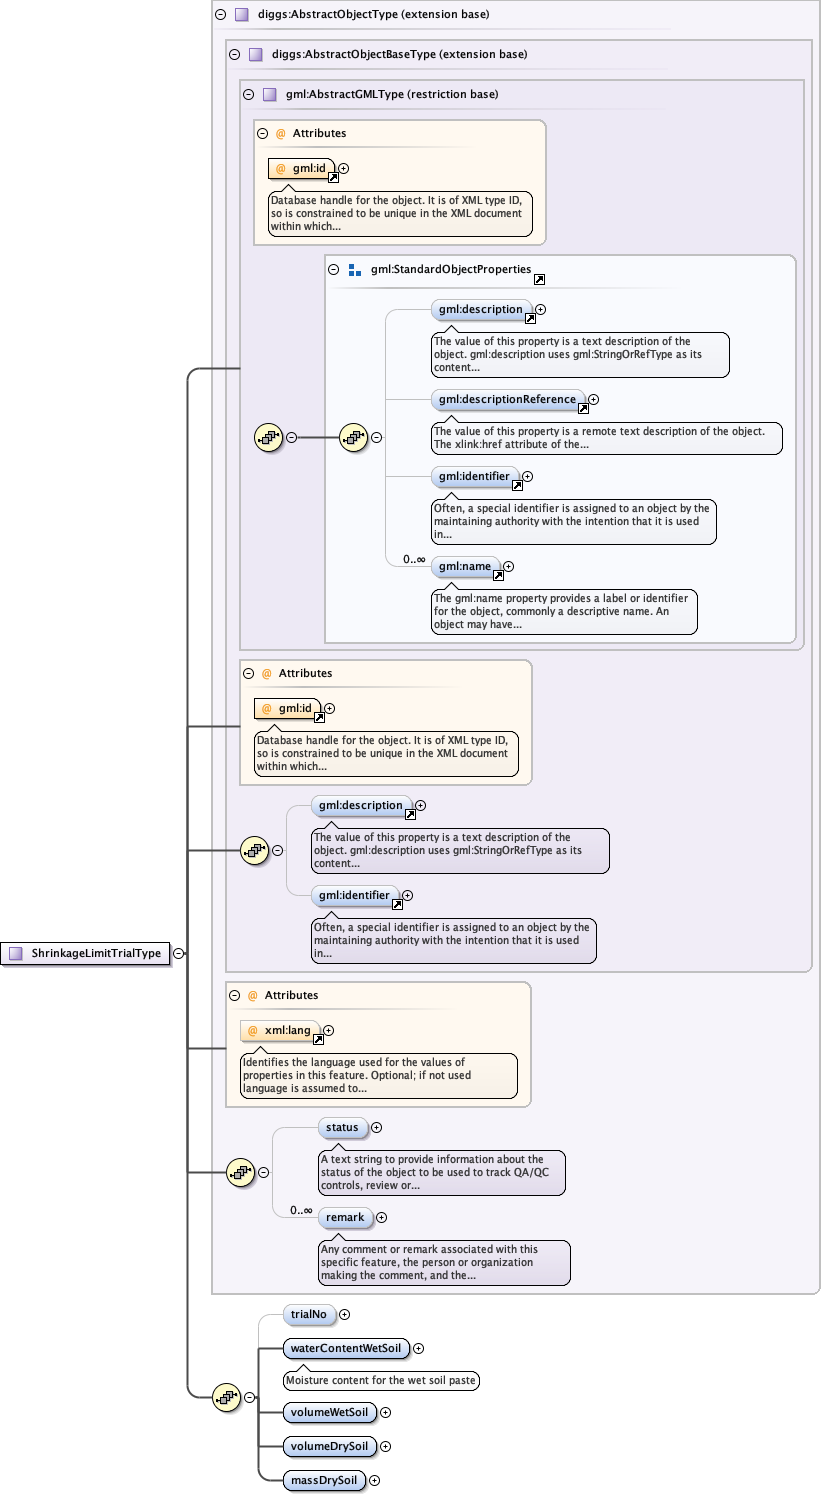 diggs:AbstractObjectType (extension base)
diggs:AbstractObjectBaseType (extension base)
gml:AbstractGMLType (restriction base)
@ Attributes
@ gml:id
Database handle for the object. It is of XML type ID,
so is constrained to be unique in the XML document
within which...
gml:StandardObjectProperties
gml:description
The value of this property is a text description of the
object. gml:description uses gml:StringOrRefType as its
content...
gml:descriptionReference
The value of this property is a remote text description of the object.
The xlink:href attribute of the...
gml:identifier
Often, a special identifier is assigned to an object by the
maintaining authority with the intention that it is used
in...
0..∞
gml:name
The gml:name property provides a label or identifier
for the object, commonly a descriptive name. An
object may have...
@ Attributes
@ gml:id
Database handle for the object. It is of XML type ID,
so is constrained to be unique in the XML document
within which...
gml:description
The value of this property is a text description of the
object. gml:description uses gml:StringOrRefType as its
content...
gml:identifier
Often, a special identifier is assigned to an object by the
maintaining authority with the intention that it is used
in...
ShrinkageLimitTrialType
@ Attributes
@ xml:lang
Identifies the language used for the values of
properties in this feature. Optional; if not used
language is assumed to...
status
A text string to provide information about the
status of the object to be used to track QA/QC
controls, review or...
0..∞
remark
Any comment or remark associated with this
specific feature, the person or organization
making the comment, and the...
trialNo
waterContentWetSoil
Moisture content for the wet soil paste
volumeWetSoil
volumeDrySoil
massDrySoil